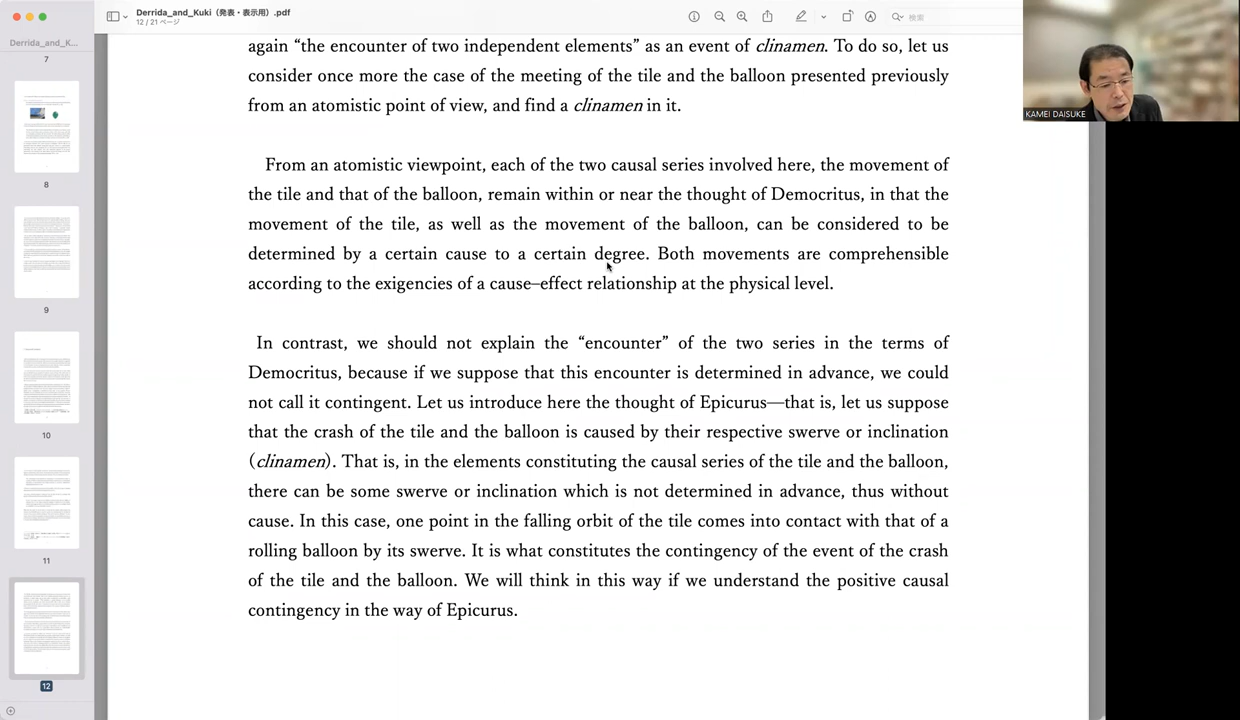 Derrida_and_Kuki（発表・表示用）.pdf
12 / 21 ページ
検索
Derrida_and_K...
7
8
9
10
11
12
KAMEI DAISUKE
again “the encounter of two independent elements” as an event of clinamen. To do so, let us
consider once more the case of the meeting of the tile and the balloon presented previously
from an atomistic point of view, and find a clinamen in it.
From an atomistic viewpoint, each of the two causal series involved here, the movement of
the tile and that of the balloon, remain within or near the thought of Democritus, in that the
movement of the tile, as well as the movement of the balloon, can be considered to be
determined by a certain cause to a certain degree. Both movements are comprehensible
according to the exigencies of a cause–effect relationship at the physical level.
In contrast, we should not explain the “encounter” of the two series in the terms of
Democritus, because if we suppose that this encounter is determined in advance, we could
not call it contingent. Let us introduce here the thought of Epicurus—that is, let us suppose
that the crash of the tile and the balloon is caused by their respective swerve or inclination
(clinamen). That is, in the elements constituting the causal series of the tile and the balloon,
there can be some swerve or inclination which is not determined in advance, thus without
cause. In this case, one point in the falling orbit of the tile comes into contact with that of a
rolling balloon by its swerve. It is what constitutes the contingency of the event of the crash
of the tile and the balloon. We will think in this way if we understand the positive causal
contingency in the way of Epicurus.